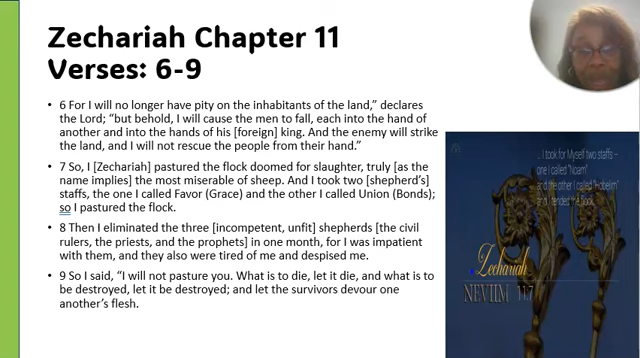 Zechariah Chapter 11
Verses: 6-9
• 6 For I will no longer have pity on the inhabitants of the land,” declares
the Lord; “but behold, I will cause the men to fall, each into the hand of
another and into the hands of his [foreign] king. And the enemy will strike
the land, and I will not rescue the people from their hand.”
• 7 So, I [Zechariah] pastured the flock doomed for slaughter, truly [as the
name implies] the most miserable of sheep. And I took two [shepherd’s]
staffs, the one I called Favor (Grace) and the other I called Union (Bonds);
so I pastured the flock.
• 8 Then I eliminated the three [incompetent, unfit] shepherds [the civil
rulers, the priests, and the prophets] in one month, for I was impatient
with them, and they also were tired of me and despised me.
• 9 So I said, “I will not pasture you. What is to die, let it die, and what is to
be destroyed, let it be destroyed; and let the survivors devour one
another’s flesh.
... I took for Myself two staffs –
one I called “Noam”
and the other I called “Hobelim”
and I tended the flock.
Zechariah
NEVIIM 11:7